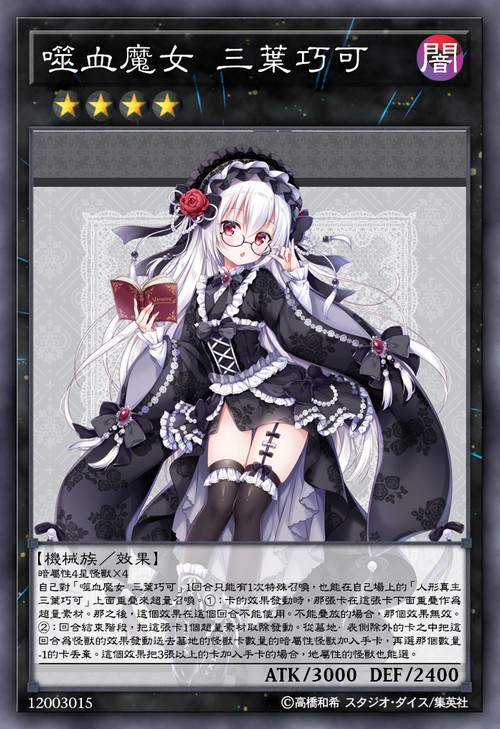 噬血魔女 三葉巧可
闇
Vampire
【機械族／效果】
暗屬性4星怪獸×4
自己對「噬血魔女 三葉巧可」1回合只能有1次特殊召喚，也能在自己場上的「人形真主
三葉巧可」上面重疊來超量召喚。①：卡的效果發動時，那張卡在這張卡下面重疊作爲
超量素材。那之後，這個效果在這個回合不能使用。不能疊放的場合，那個效果無效。
②：回合結束階段，把這張卡1個超量素材取除發動。從墓地·表側除外的卡之中把這
回合爲怪獸的效果發動送去墓地的怪獸卡數量的暗屬性怪獸加入手卡，再選那個數量
-1的卡丟棄。這個效果把3張以上的卡加入手卡的場合，地屬性的怪獸也能選。
ATK/3000 DEF/2400
12003015
©高橋和希 スタジオ・ダイス/集英社